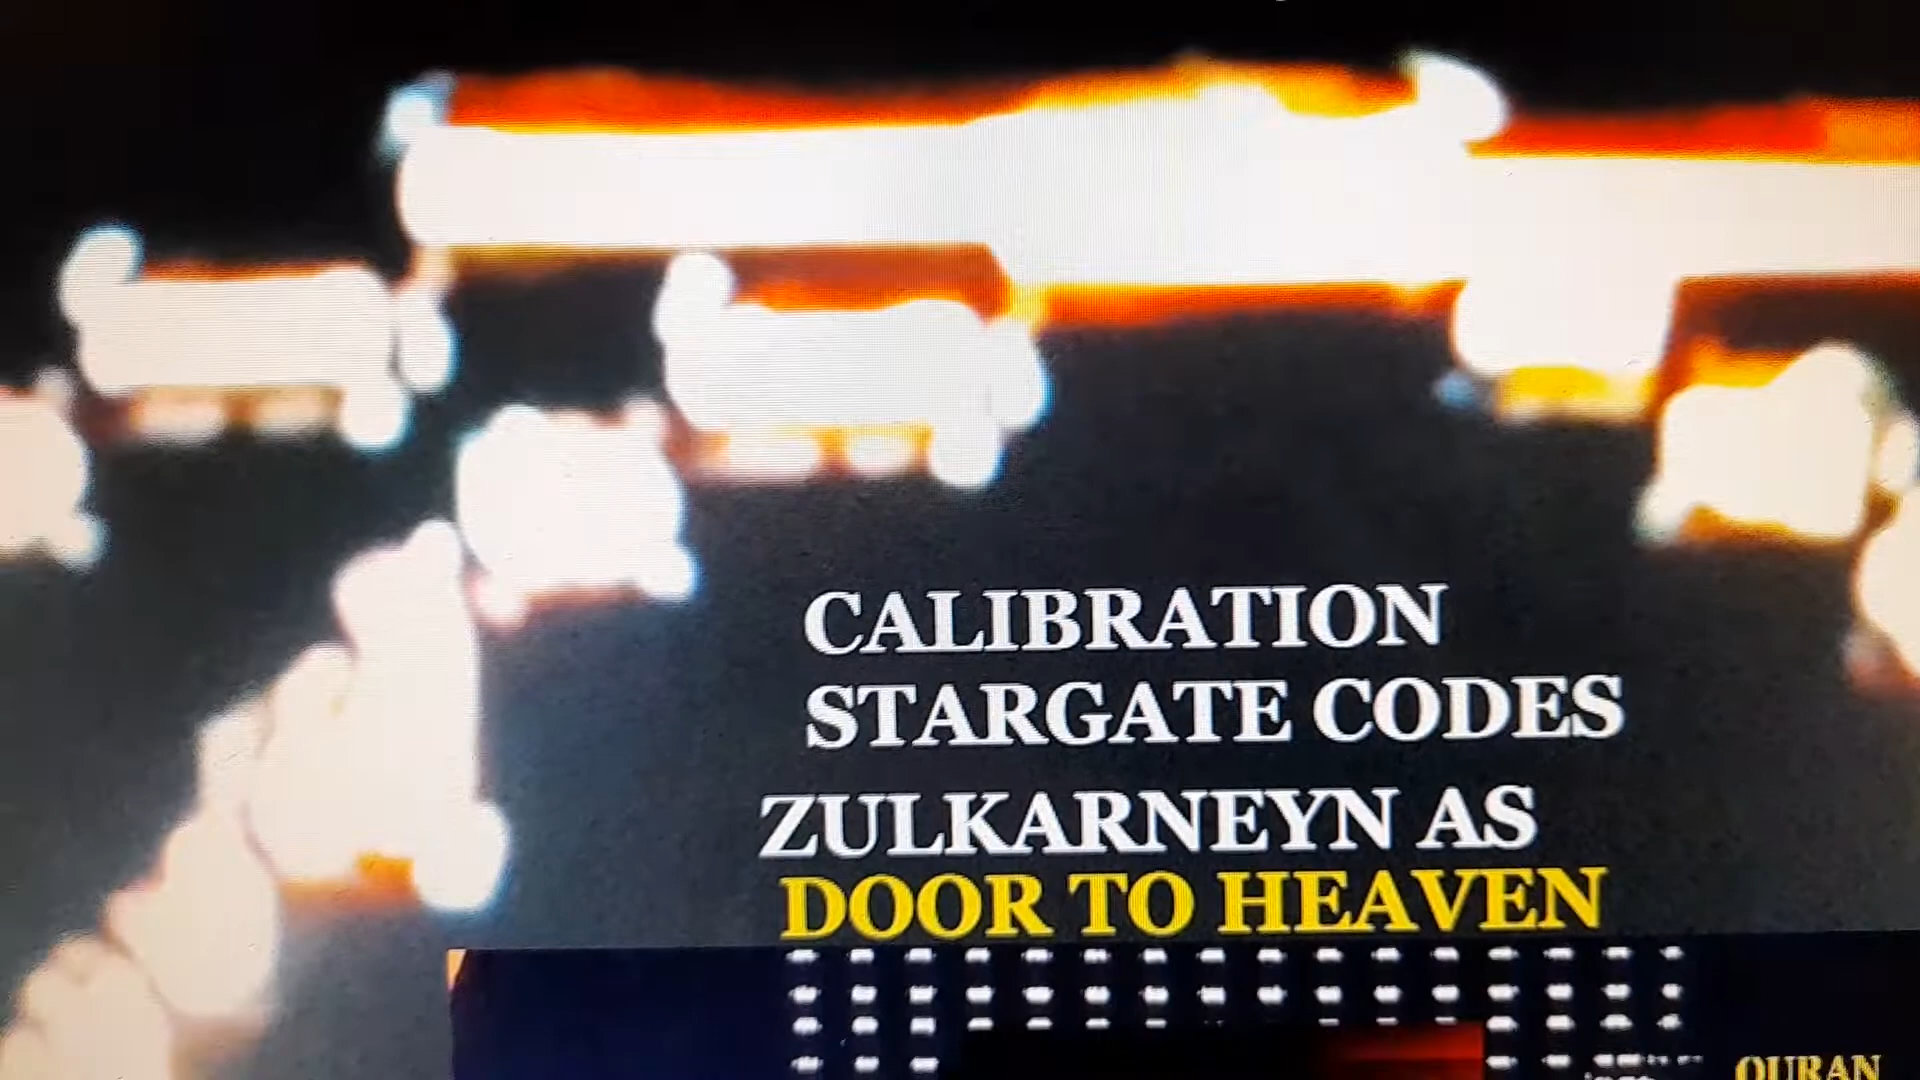 CALIBRATION
STARGATE CODES
ZULKARNEYN AS
DOOR TO HEAVEN
QURAN